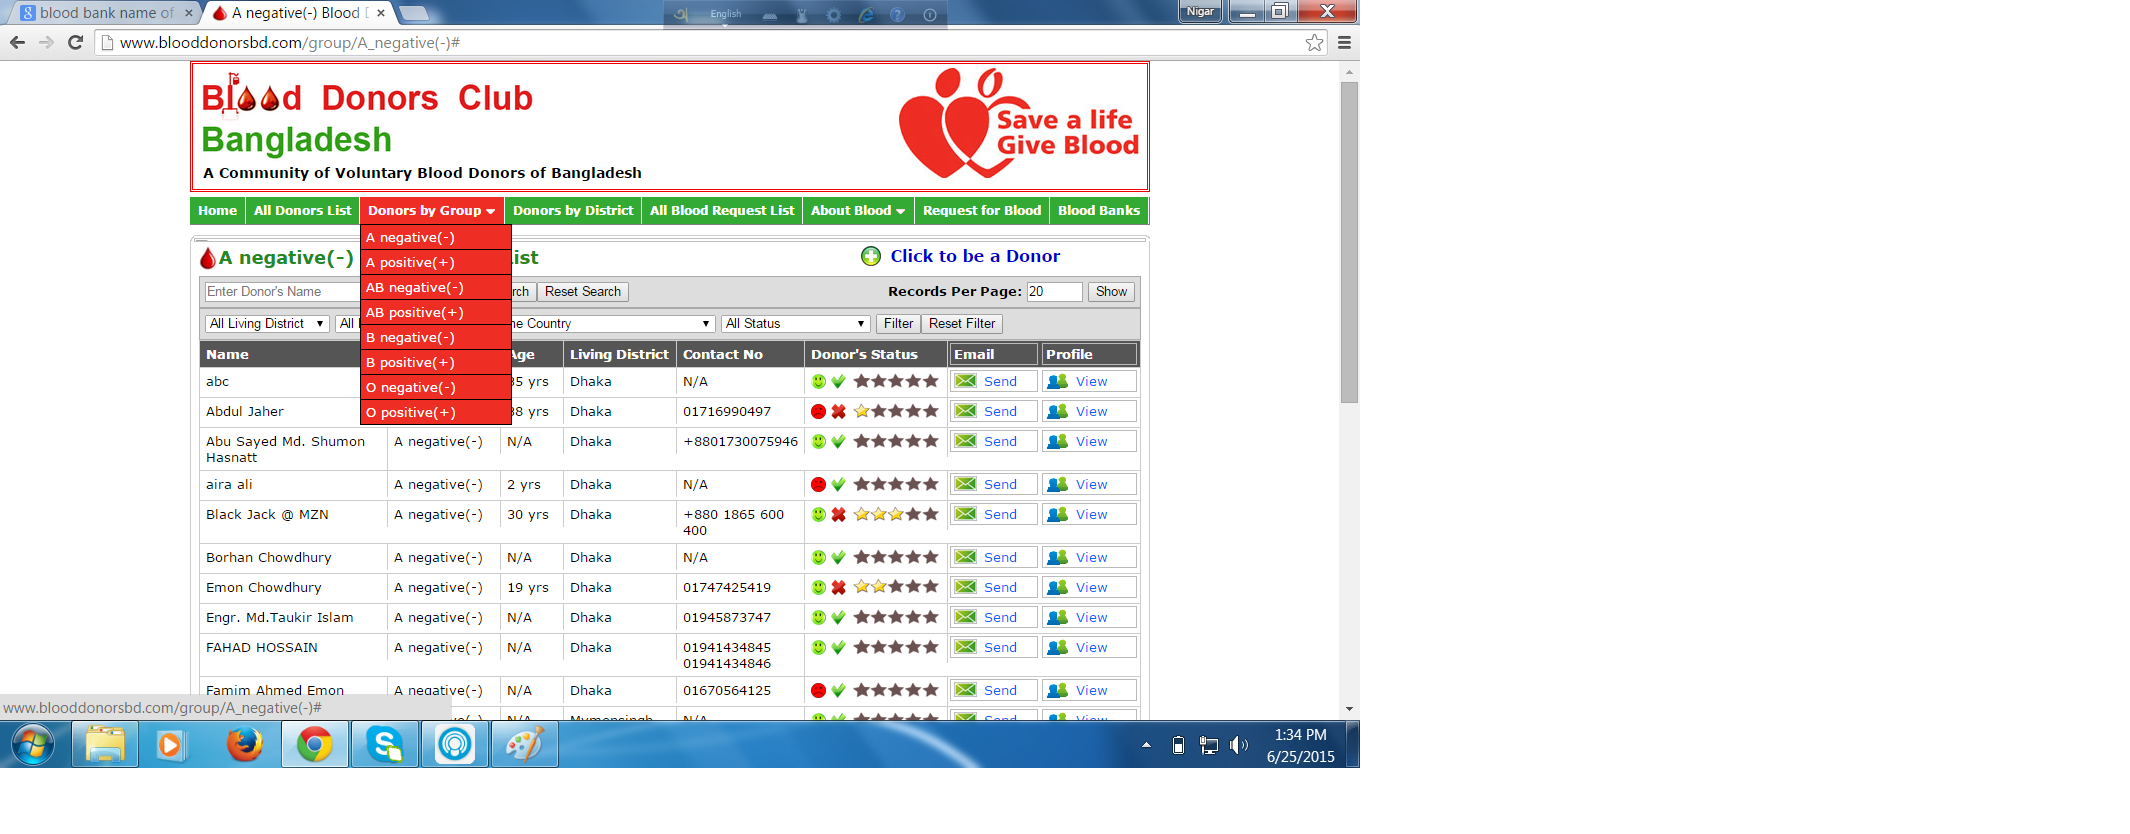 blood bank name of
A negative(-) Blood D
English
Nigar
www.blooddonorsbd.com/group/A_negative(-)#
Blood Donors Club
Bangladesh
A Community of Voluntary Blood Donors of Bangladesh
Save a life
Give Blood
Home All Donors List Donors by Group Donors by District All Blood Request List About Blood Request for Blood Blood Banks
A negative(-)
A positive(+)
AB negative(-)
AB positive(+)
B negative(-)
B positive(+)
O negative(-)
O positive(+)
A negative(-) ist Click to be a Donor
Enter Donor's Name rch Reset Search Records Per Page: 20 Show
All Living District All ne Country All Status Filter Reset Filter
Name Age Living District Contact No Donor's Status Email Profile
abc 35 yrs Dhaka N/A Send View
Abdul Jaher 38 yrs Dhaka 01716990497 Send View
Abu Sayed Md. Shumon Hasnatt A negative(-) N/A Dhaka +8801730075946 Send View
aira ali A negative(-) 2 yrs Dhaka N/A Send View
Black Jack @ MZN A negative(-) 30 yrs Dhaka +880 1865 600 400 Send View
Borhan Chowdhury A negative(-) N/A Dhaka N/A Send View
Emon Chowdhury A negative(-) 19 yrs Dhaka 01747425419 Send View
Engr. Md.Taukir Islam A negative(-) N/A Dhaka 01945873747 Send View
FAHAD HOSSAIN A negative(-) N/A Dhaka 01941434845 01941434846 Send View
Famim Ahmed Emon A negative(-) N/A Dhaka 01670564125 Send View
N/A Mymensingh N/A Send View
www.blooddonorsbd.com/group/A_negative(-)#
1:34 PM
6/25/2015